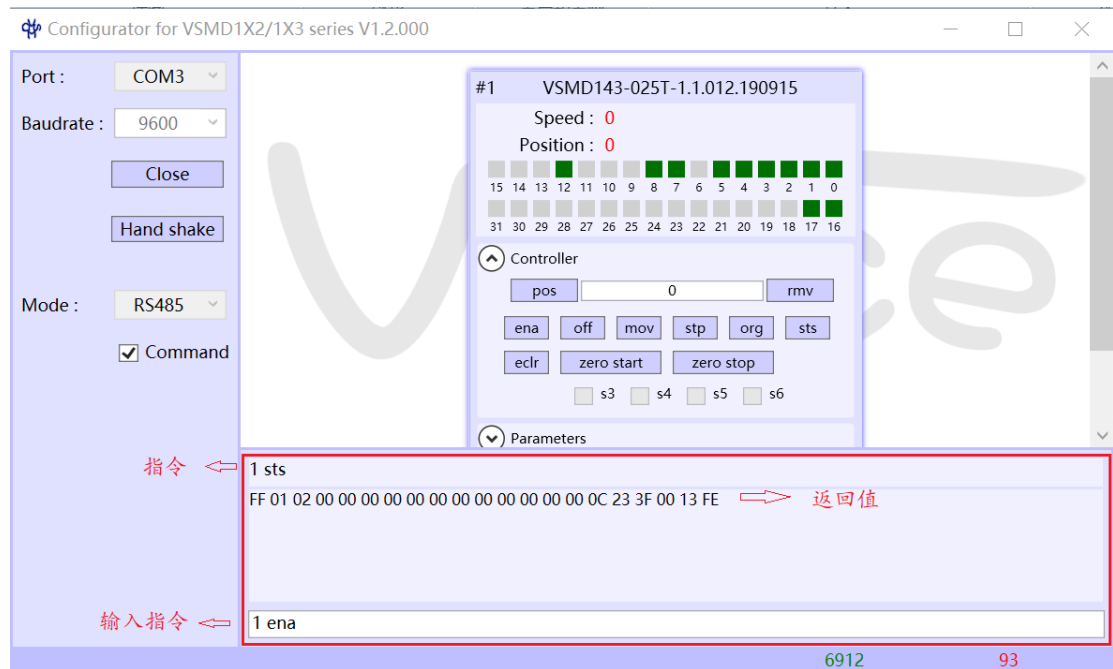 Configurator for VSMD1X2/1X3 series V1.2.000
Port : COM3
Baudrate : 9600
Close
Hand shake
Mode : RS485
Command
#1 VSMD143-025T-1.1.012.190915
Speed : 0
Position : 0
15 14 13 12 11 10 9 8 7 6 5 4 3 2 1 0
31 30 29 28 27 26 25 24 23 22 21 20 19 18 17 16
Controller
pos 0 rmv
ena off mov stp org sts
eclr zero start zero stop
s3 s4 s5 s6
Parameters
指令 1 sts
FF 01 02 00 00 00 00 00 00 00 00 00 00 00 00 0C 23 3F 00 13 FE 返回值
输入指令 1 ena
6912 93